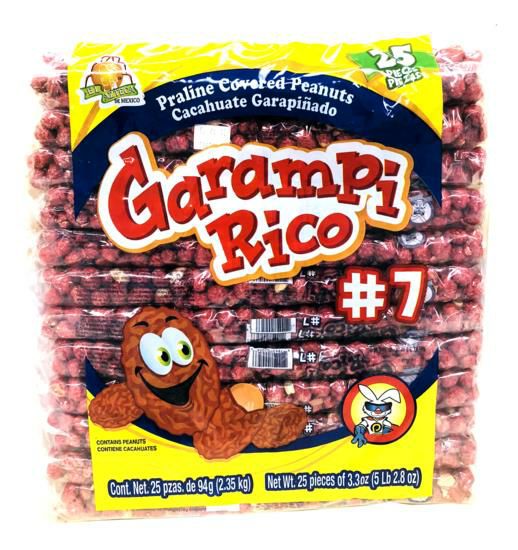 25
PIECES
PIEZAS
DE MEXICO
Praline Covered Peanuts
Cacahuate Garapiñado
Garampi
Rico
#7
L#
L#
L#
CONTAINS PEANUTS
CONTIENE CACAHUATES
Cont. Net. 25 pzas. de 94g (2.35 kg)
Net Wt. 25 pieces of 3.3oz (5 Lb 2.8 oz)